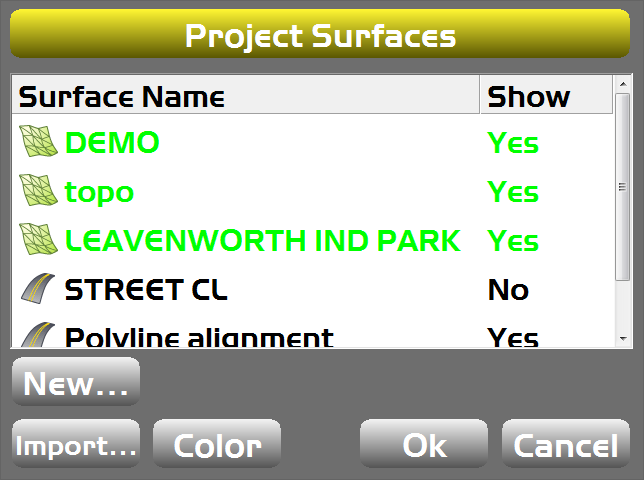 Project Surfaces
Surface Name Show
DEMO Yes
topo Yes
LEAVENWORTH IND PARK Yes
STREET CL No
Polyline alignment Yes
New...
Import... Color Ok Cancel